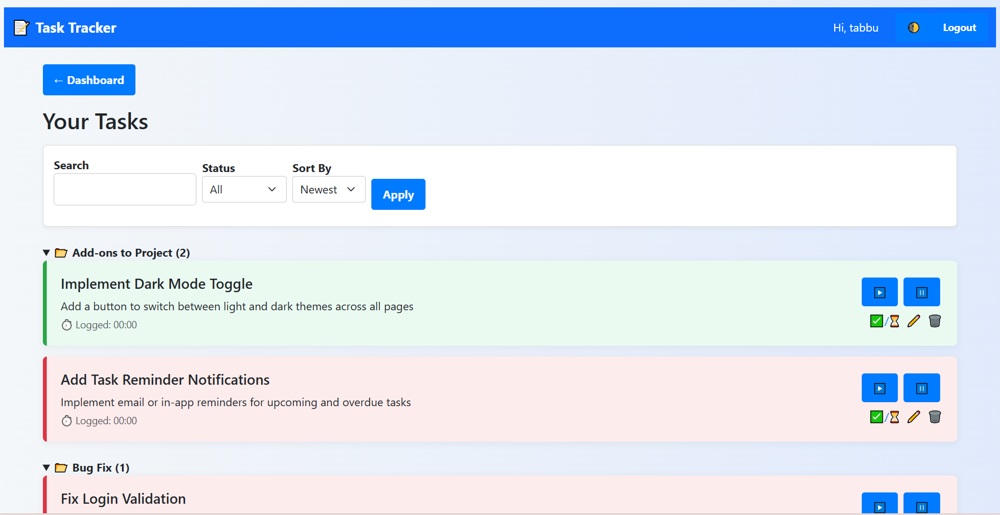 📝 Task Tracker
Hi, tabbu
Logout
← Dashboard
Your Tasks
Search
Status
Sort By
All
Newest
Apply
▼ 📂 Add-ons to Project (2)
Implement Dark Mode Toggle
Add a button to switch between light and dark themes across all pages
⏱ Logged: 00:00
✅/⏳ ✏️ 🗑️
Add Task Reminder Notifications
Implement email or in-app reminders for upcoming and overdue tasks
⏱ Logged: 00:00
✅/⏳ ✏️ 🗑️
▼ 📂 Bug Fix (1)
Fix Login Validation